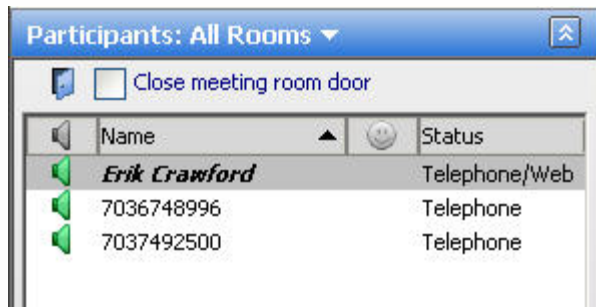 Participants: All Rooms
Close meeting room door
Name Status
Erik Crawford Telephone/Web
7036748996 Telephone
7037492500 Telephone